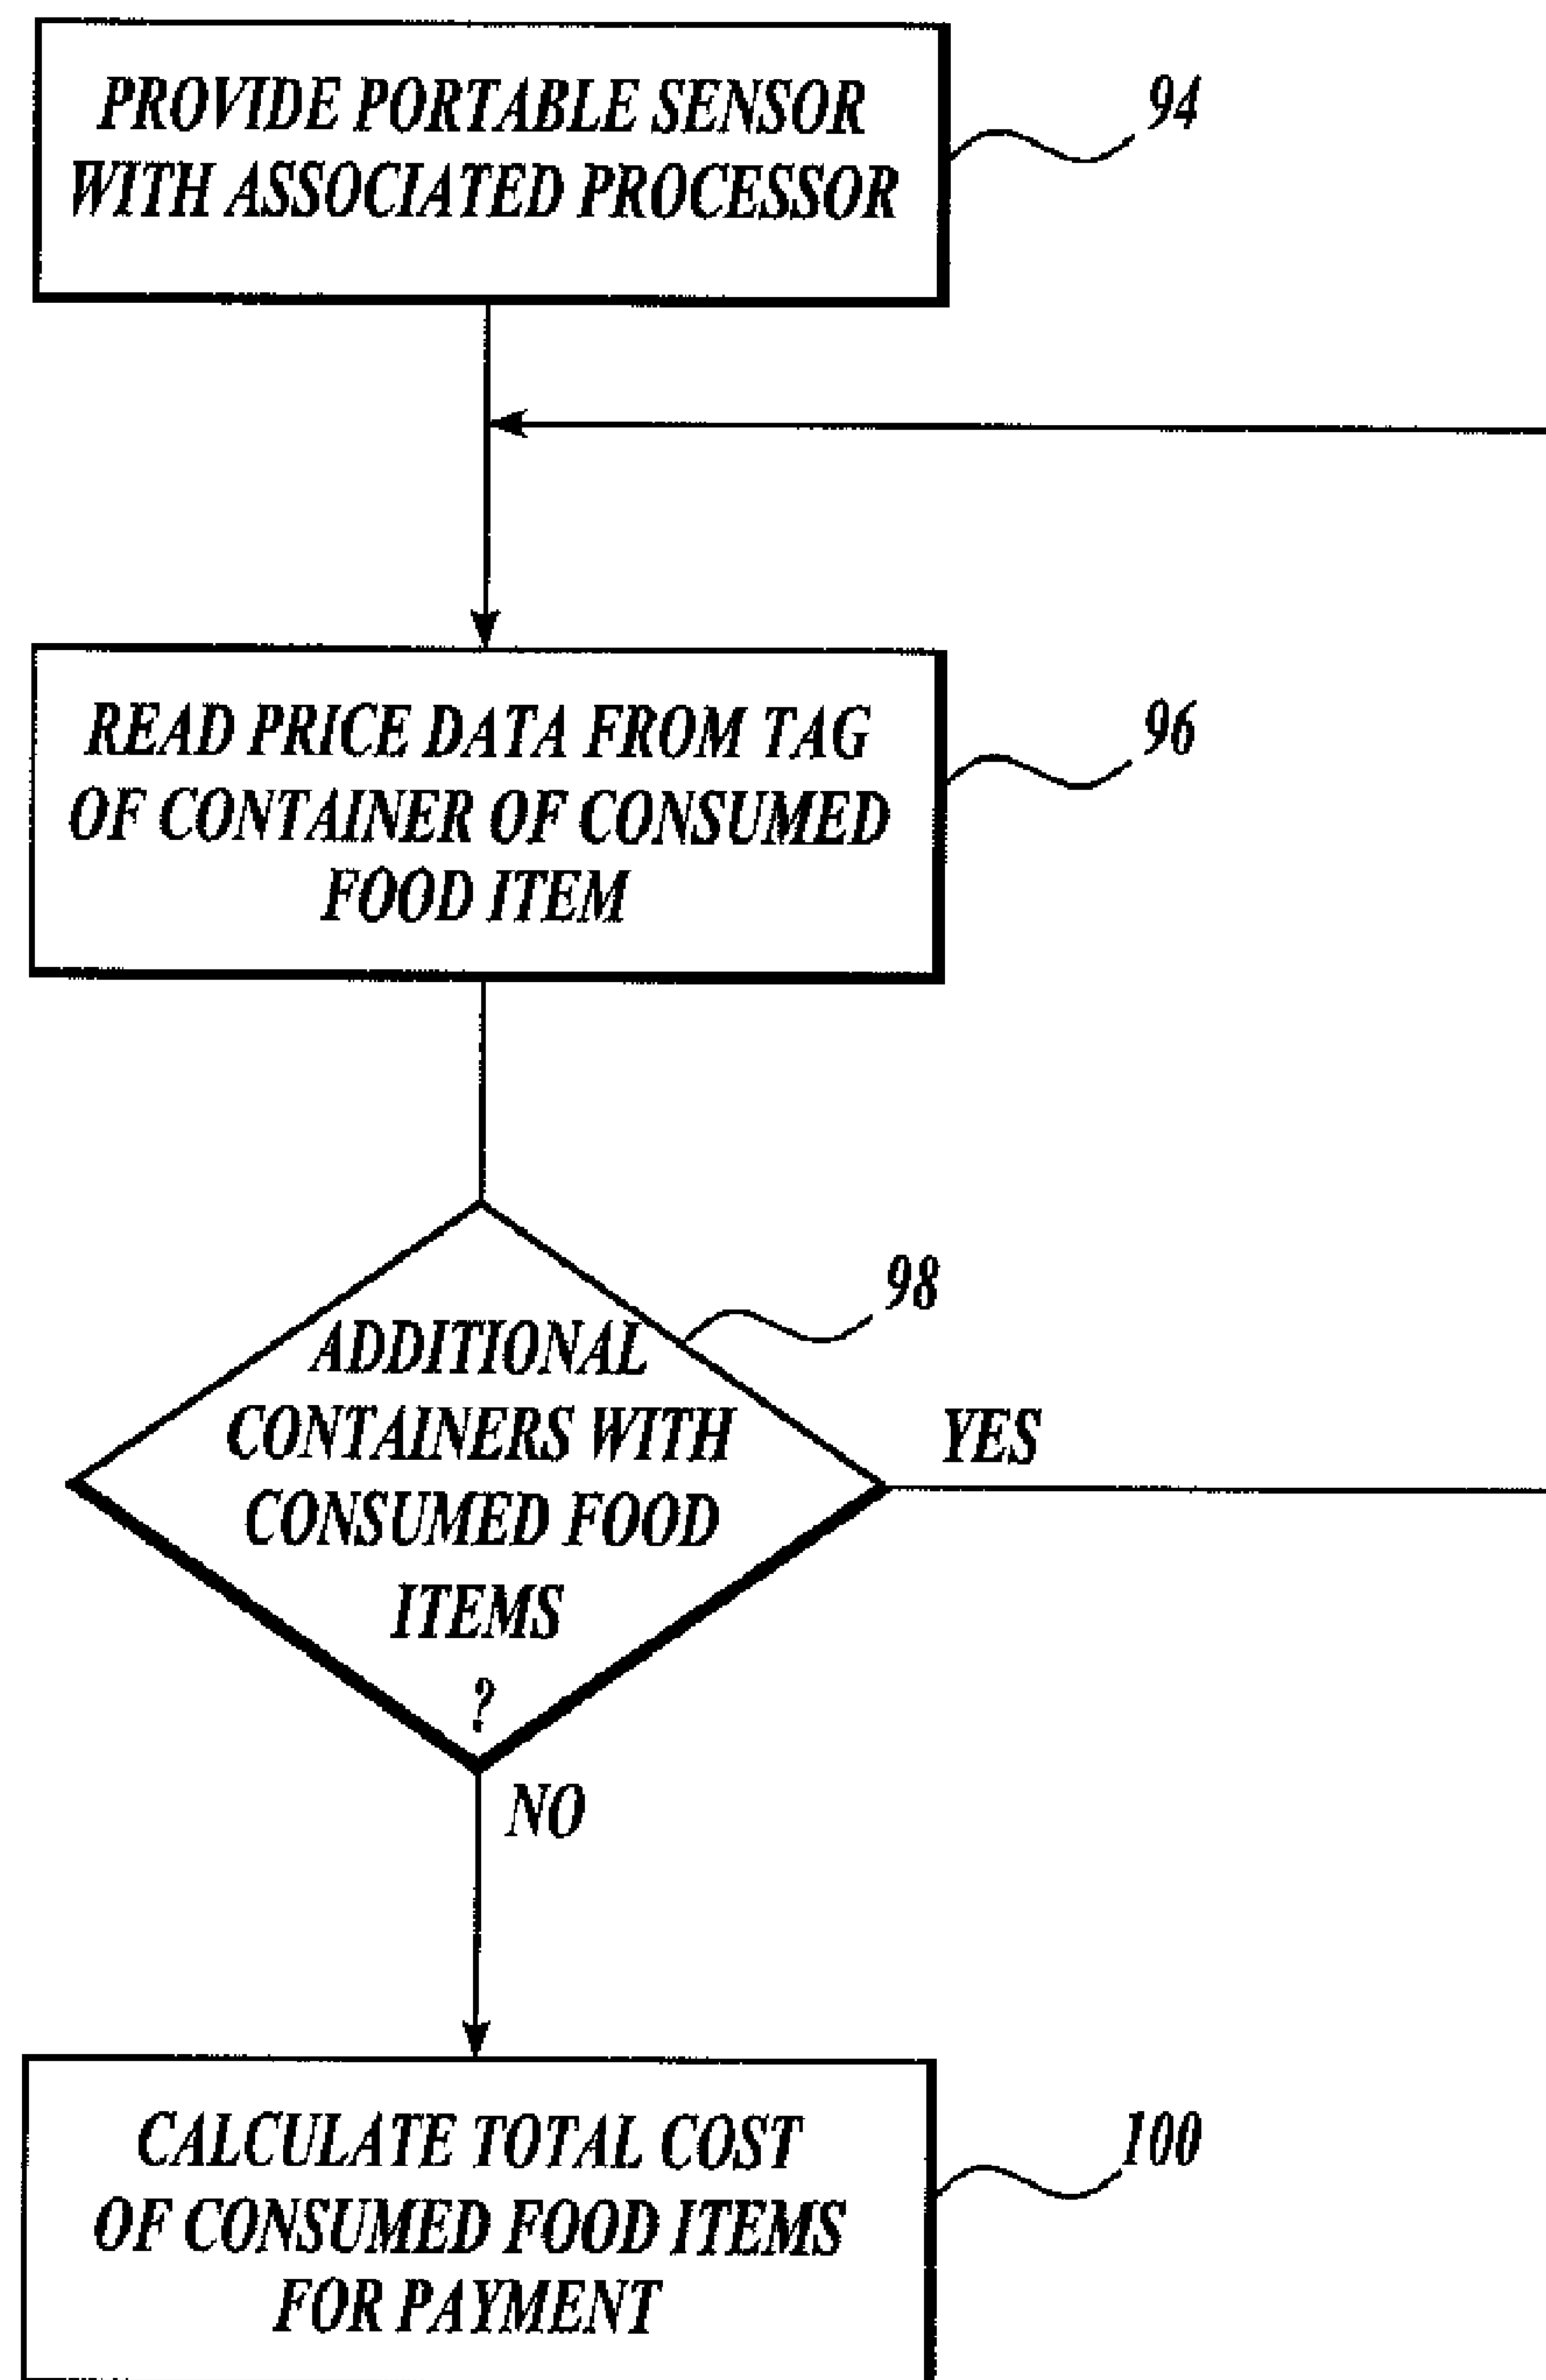 PROVIDE PORTABLE SENSOR
WITH ASSOCIATED PROCESSOR
94
READ PRICE DATA FROM TAG
OF CONTAINER OF CONSUMED
FOOD ITEM
96
ADDITIONAL
CONTAINERS WITH
CONSUMED FOOD
ITEMS
?
98
YES
NO
CALCULATE TOTAL COST
OF CONSUMED FOOD ITEMS
FOR PAYMENT
100